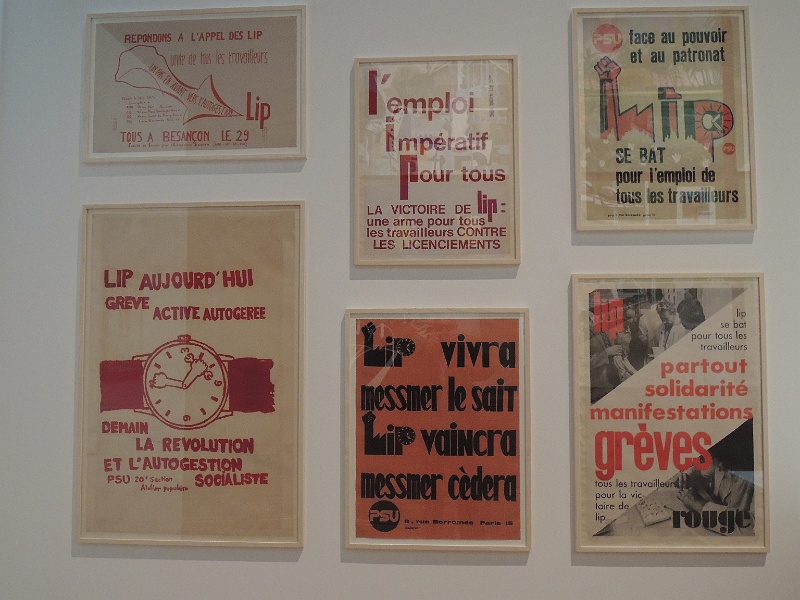 REPONDONS A L'APPEL DES LIP
unité de tous les travailleurs
Lip
TOUS A BESANCON LE 29
LIP AUJOURD'HUI
GREVE
ACTIVE AUTOGEREE
DEMAIN
LA REVOLUTION
ET L'AUTOGESTION
SOCIALISTE
PSU 20e Section
Atelier populaire
l'emploi
impératif
pour tous
LA VICTOIRE DE lip:
une arme pour tous
les travailleurs CONTRE
LES LICENCIEMENTS
Lip vivra
messmer le sait
Lip vaincra
messmer cèdera
PSU
9, rue Borromée Paris 15
PSU
face au pouvoir
et au patronat
Lip
SE BAT
pour l'emploi de
tous les travailleurs
lip
lip
se bat
pour tous les
travailleurs
partout
solidarité
manifestations
grèves
tous les travailleurs
pour la vic
toire de
lip
rouge